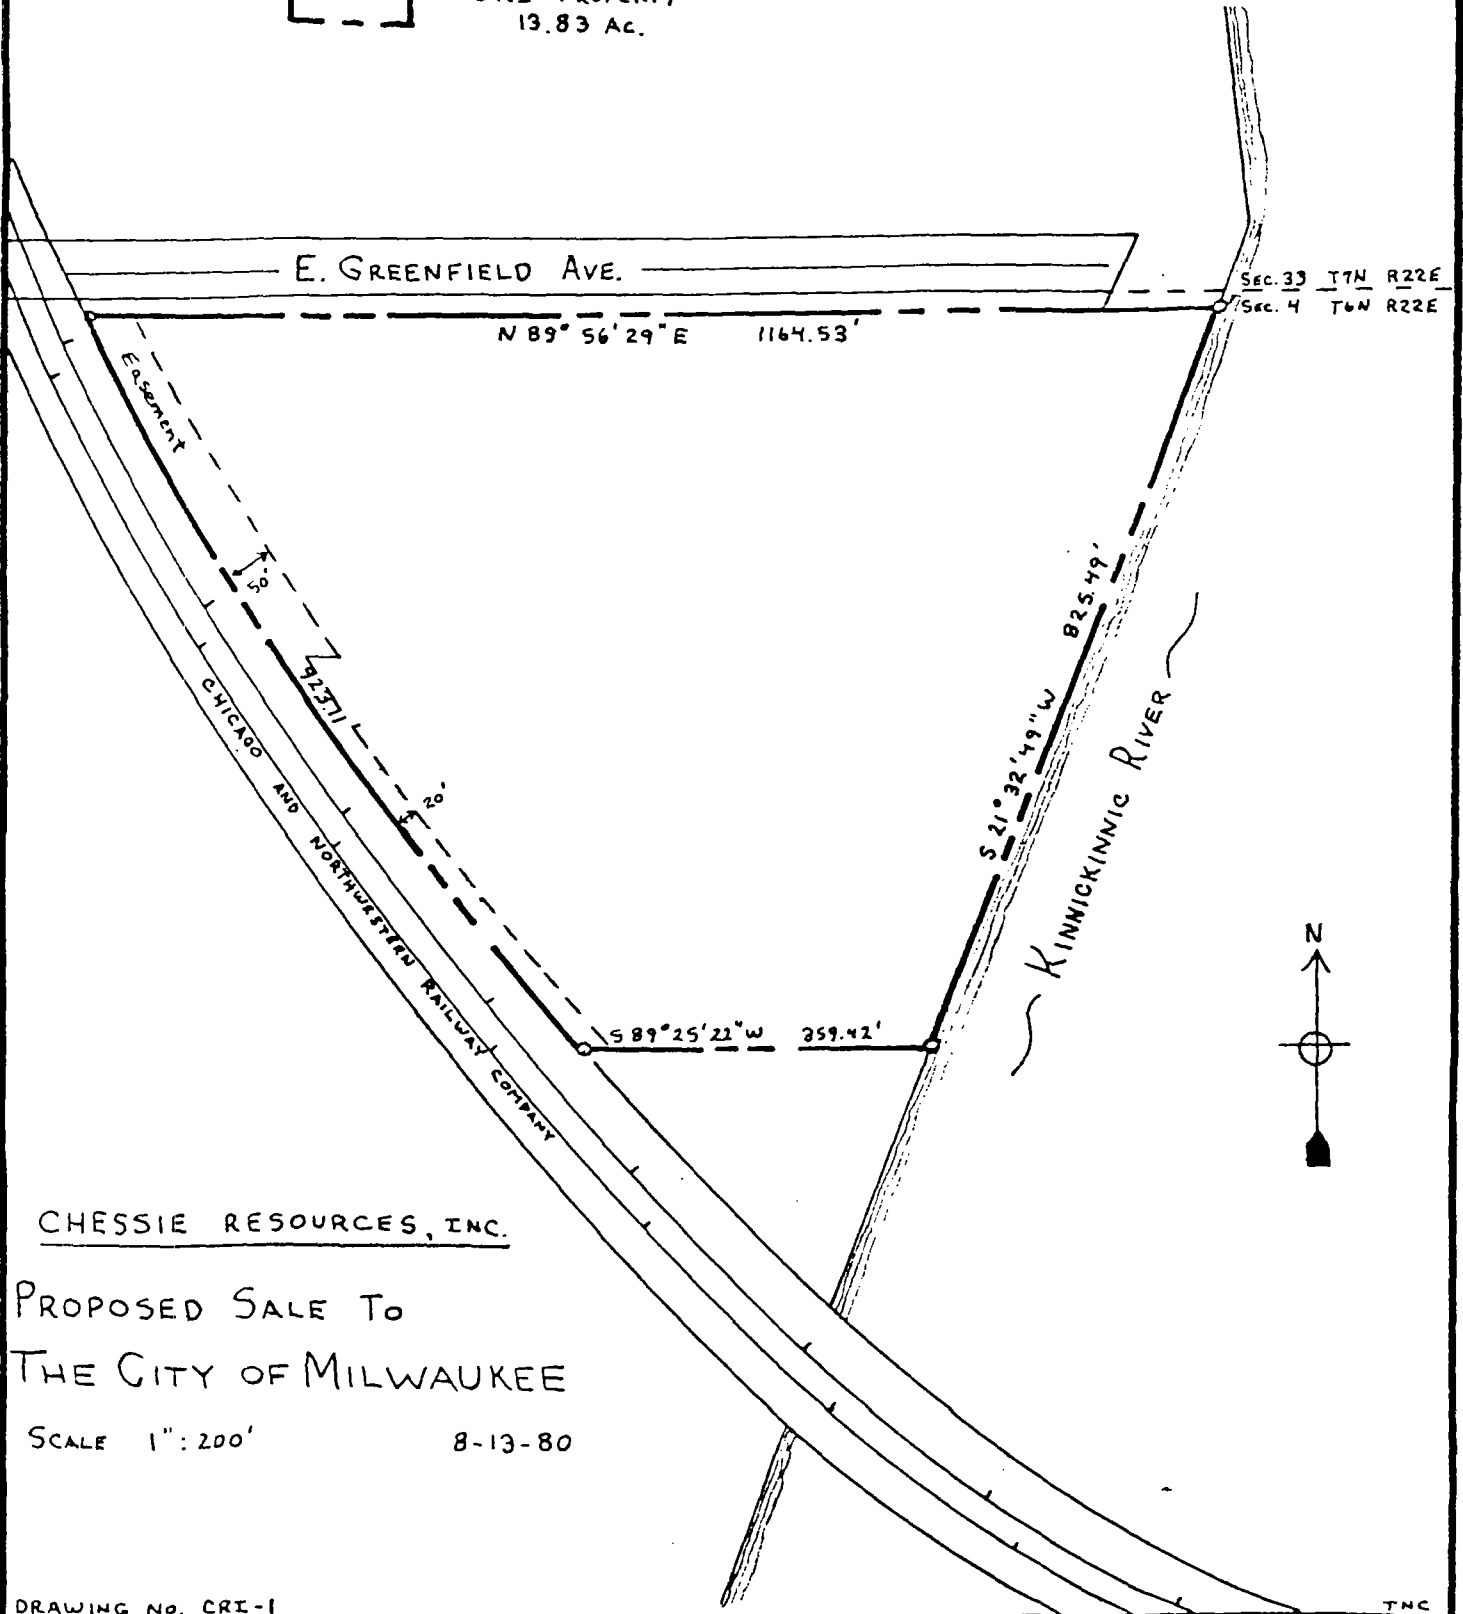 PROPERTY
13.83 AC.
E. GREENFIELD AVE.
SEC. 33 T7N R22E
SEC. 4 T6N R22E
N 89° 56' 29" E 1164.53'
Easement
50'
923.71
20'
825.49'
S 21° 32' 49" W
KINNICKINNIC RIVER
CHICAGO AND NORTHWESTERN RAILWAY COMPANY
N
S 89° 25' 22" W 359.42'
CHESSIE RESOURCES, INC.
PROPOSED SALE TO
THE CITY OF MILWAUKEE
SCALE 1": 200' 8-13-80
DRAWING NO. CRI-1
TNC